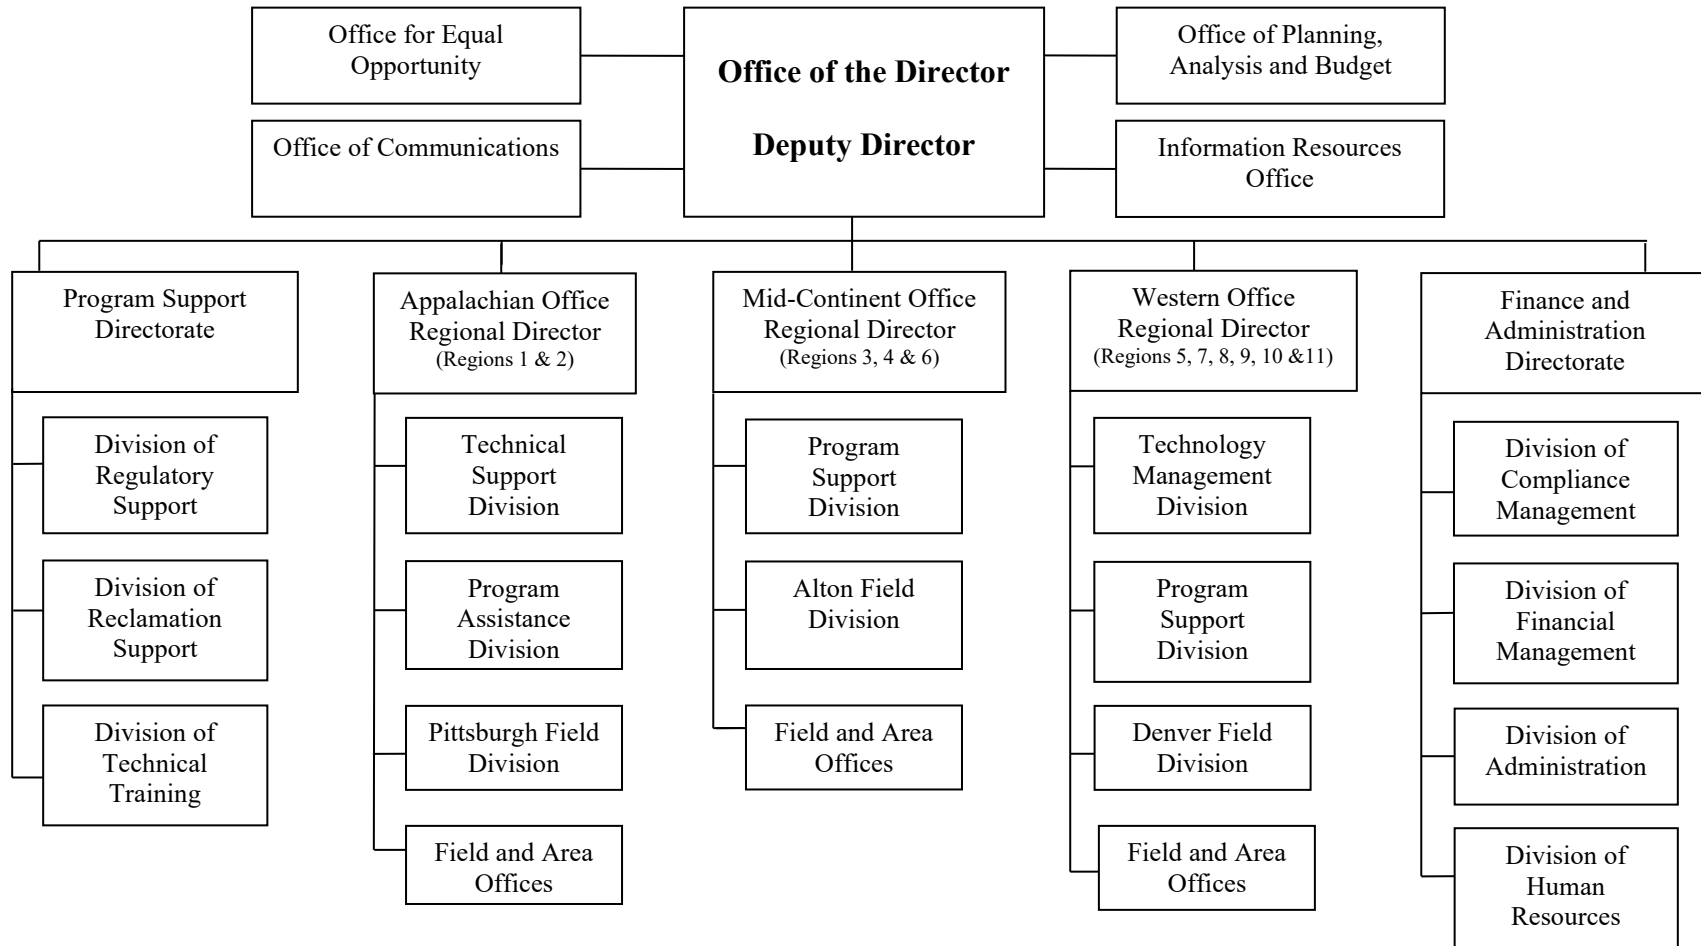 Office for Equal
Opportunity
Office of the Director
Deputy Director
Office of Planning,
Analysis and Budget
Office of Communications
Information Resources
Office
Program Support
Directorate
Division of
Regulatory
Support
Division of
Reclamation
Support
Division of
Technical
Training
Appalachian Office
Regional Director
(Regions 1 & 2)
Technical
Support
Division
Program
Assistance
Division
Pittsburgh Field
Division
Field and Area
Offices
Mid-Continent Office
Regional Director
(Regions 3, 4 & 6)
Program
Support
Division
Alton Field
Division
Field and Area
Offices
Western Office
Regional Director
(Regions 5, 7, 8, 9, 10 &11)
Technology
Management
Division
Program
Support
Division
Denver Field
Division
Field and Area
Offices
Finance and
Administration
Directorate
Division of
Compliance
Management
Division of
Financial
Management
Division of
Administration
Division of
Human
Resources